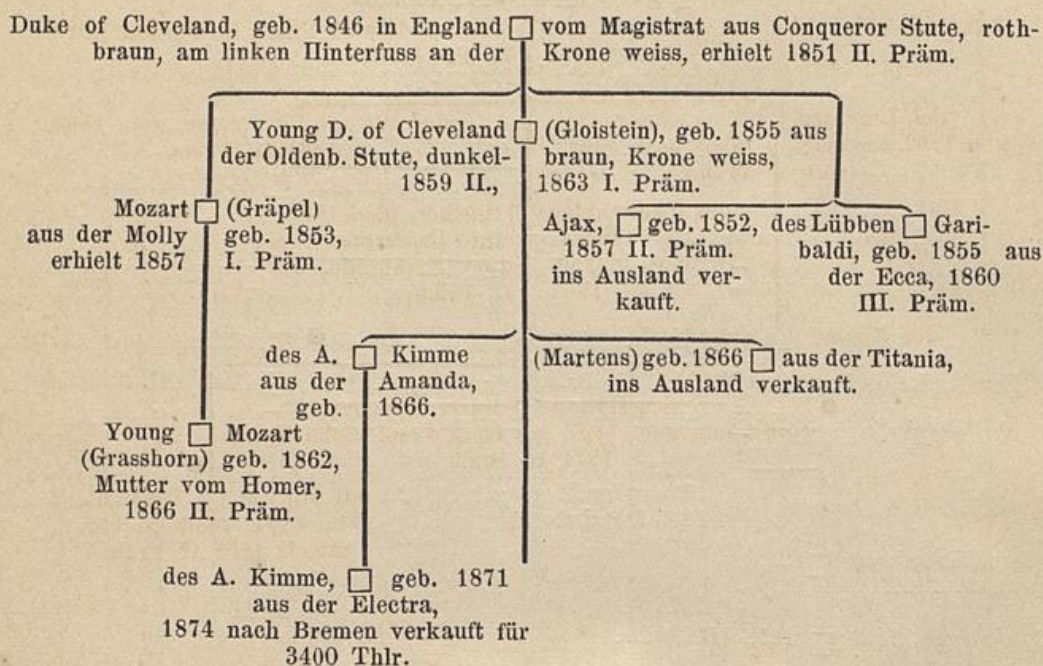 Duke of Cleveland, geb. 1846 in England □ vom Magistrat aus Conqueror Stute, roth-
braun, am linken Hinterfuss an der Krone weiss, erhielt 1851 II. Präm.
Young D. of Cleveland □ (Gloistein), geb. 1855 aus
der Oldenb. Stute, dunkel- braun, Krone weiss,
1859 II., 1863 I. Präm.
Mozart □ (Gräpel)
aus der Molly geb. 1853,
erhielt 1857 I. Präm.
Ajax, □ geb. 1852,
1857 II. Präm.
ins Ausland ver-
kauft.
des Lübben □ Gari-
baldi, geb. 1855 aus
der Ecca, 1860
III. Präm.
des A. □ Kimme
aus der Amanda,
geb. 1866.
(Martens) geb. 1866 □ aus der Titania,
ins Ausland verkauft.
Young □ Mozart
(Grasshorn) geb. 1862,
Mutter vom Homer,
1866 II. Präm.
des A. Kimme, □ geb. 1871
aus der Electra,
1874 nach Bremen verkauft für
3400 Thlr.